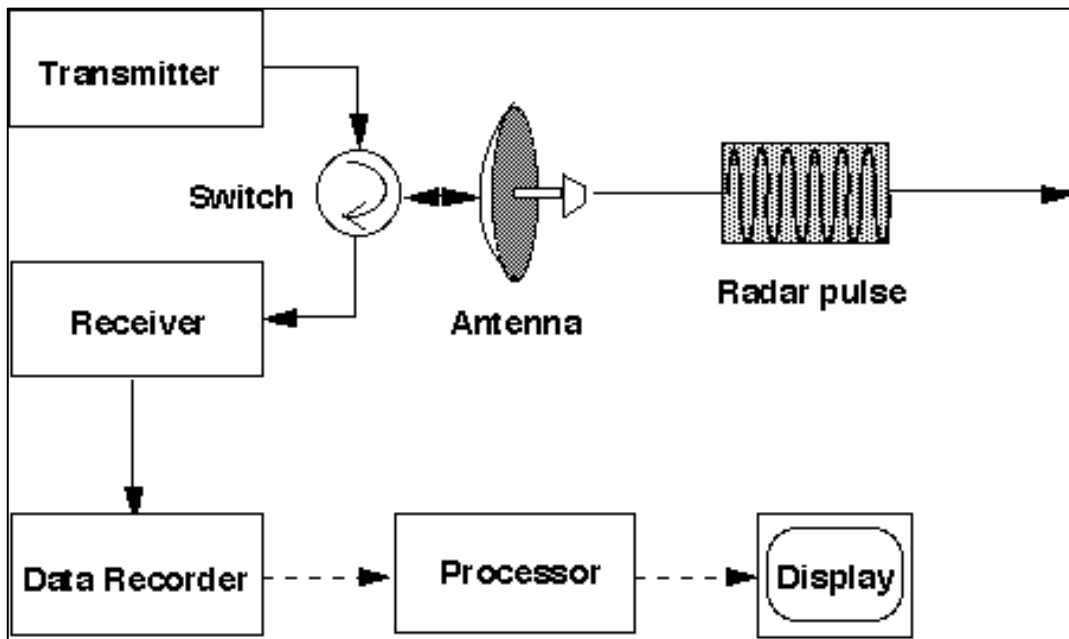 Transmitter
Switch
Receiver
Antenna
Radar pulse
Data Recorder
Processor
Display